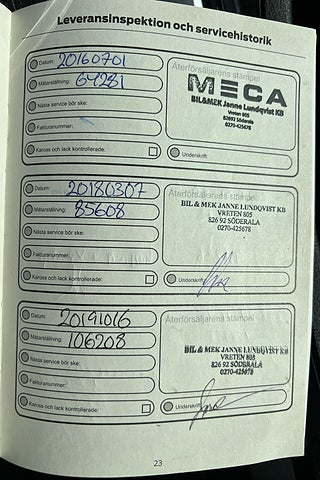 Leveransinspektion och servicehistorik
Datum: 20160701
Mätarställning: 64281
Nästa service bör ske:
Fakturanummer:
Kaross och lack kontrollerade:
Återförsäljarens stämpel
MECA
BIL&MEK Janne Lundqvist KB
Vreten 805
82692 Söderala
0270-425678
Underskrift:
Datum: 20180307
Mätarställning: 85608
Nästa service bör ske:
Fakturanummer:
Kaross och lack kontrollerade:
Återförsäljarens stämpel
BIL & MEK JANNE LUNDQVIST KB
VRETEN 805
826 92 SÖDERALA
0270-425678
Underskrift:
Datum: 20191016
Mätarställning: 106208
Nästa service bör ske:
Fakturanummer:
Kaross och lack kontrollerade:
Återförsäljarens stämpel
BIL & MEK JANNE LUNDQVIST KB
VRETEN 805
826 92 SÖDERALA
0270-425678
Underskrift:
23